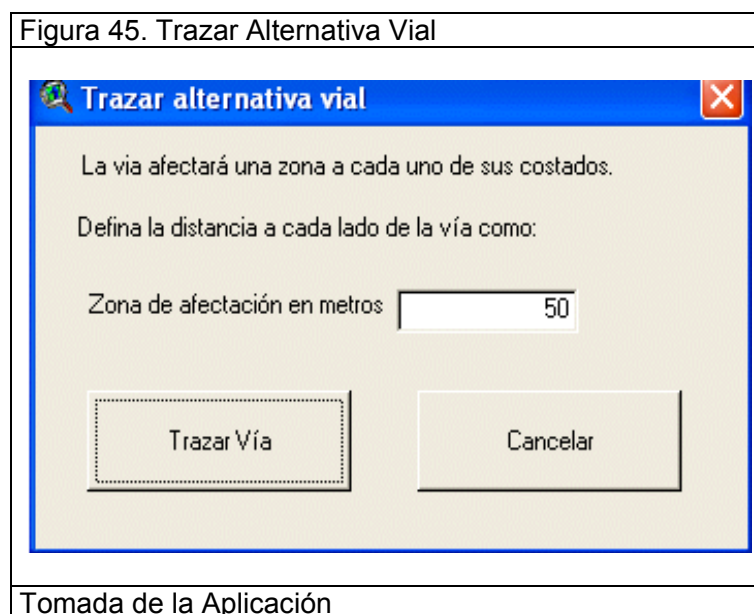 Figura 45. Trazar Alternativa Vial
Trazar alternativa vial
La via afectará una zona a cada uno de sus costados.
Defina la distancia a cada lado de la vía como:
Zona de afectación en metros 50
Trazar Vía Cancelar
Tomada de la Aplicación